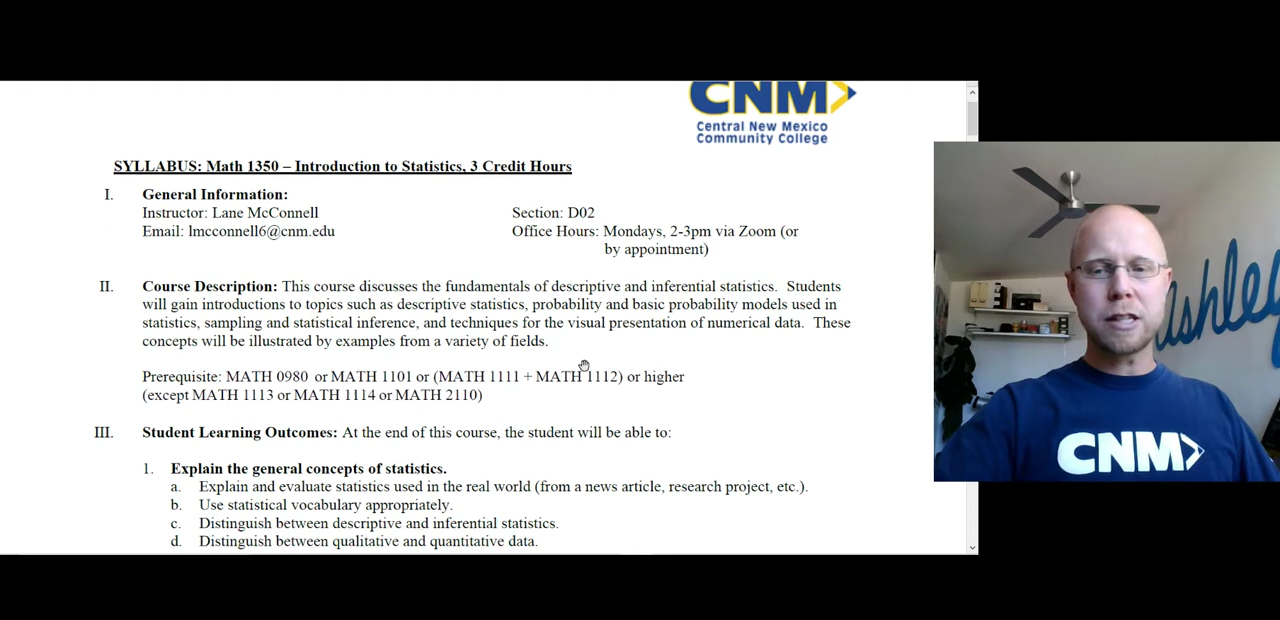 CNM
Central New Mexico
Community College
SYLLABUS: Math 1350 – Introduction to Statistics, 3 Credit Hours
I. General Information:
Instructor: Lane McConnell Section: D02
Email: lmcconnell6@cnm.edu Office Hours: Mondays, 2-3pm via Zoom (or
by appointment)
II. Course Description: This course discusses the fundamentals of descriptive and inferential statistics. Students
will gain introductions to topics such as descriptive statistics, probability and basic probability models used in
statistics, sampling and statistical inference, and techniques for the visual presentation of numerical data. These
concepts will be illustrated by examples from a variety of fields.
Prerequisite: MATH 0980 or MATH 1101 or (MATH 1111 + MATH 1112) or higher
(except MATH 1113 or MATH 1114 or MATH 2110)
III. Student Learning Outcomes: At the end of this course, the student will be able to:
1. Explain the general concepts of statistics.
a. Explain and evaluate statistics used in the real world (from a news article, research project, etc.).
b. Use statistical vocabulary appropriately.
c. Distinguish between descriptive and inferential statistics.
d. Distinguish between qualitative and quantitative data.
Ashley
CNM